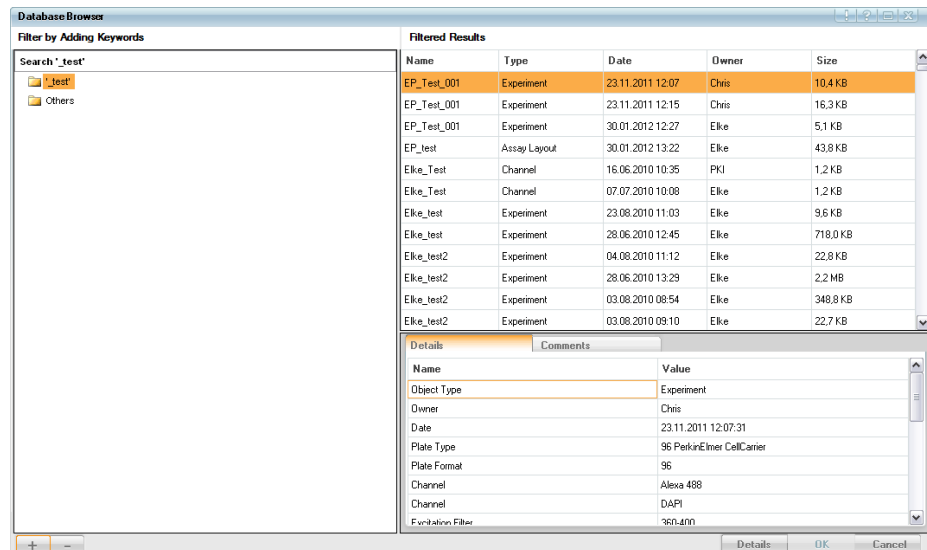 Database Browser
Filter by Adding Keywords
Search '_test'
'_test'
Others
Filtered Results
Name Type Date Owner Size
EP_Test_001 Experiment 23.11.2011 12:07 Chris 10,4 KB
EP_Test_001 Experiment 23.11.2011 12:15 Chris 16,3 KB
EP_Test_001 Experiment 30.01.2012 12:27 Elke 5,1 KB
EP_test Assay Layout 30.01.2012 13:22 Elke 43,8 KB
Elke_Test Channel 16.06.2010 10:35 PKI 1,2 KB
Elke_Test Channel 07.07.2010 10:08 Elke 1,2 KB
Elke_test Experiment 23.08.2010 11:03 Elke 9,6 KB
Elke_test Experiment 28.06.2010 12:45 Elke 718,0 KB
Elke_test2 Experiment 04.08.2010 11:12 Elke 22,8 KB
Elke_test2 Experiment 28.06.2010 13:29 Elke 2,2 MB
Elke_test2 Experiment 03.08.2010 08:54 Elke 348,8 KB
Elke_test2 Experiment 03.08.2010 09:10 Elke 22,7 KB
Details Comments
Name Value
Object Type Experiment
Owner Chris
Date 23.11.2011 12:07:31
Plate Type 96 PerkinElmer CellCarrier
Plate Format 96
Channel Alexa 488
Channel DAPI
Excitation Filter 360-400
+ -
Details OK Cancel